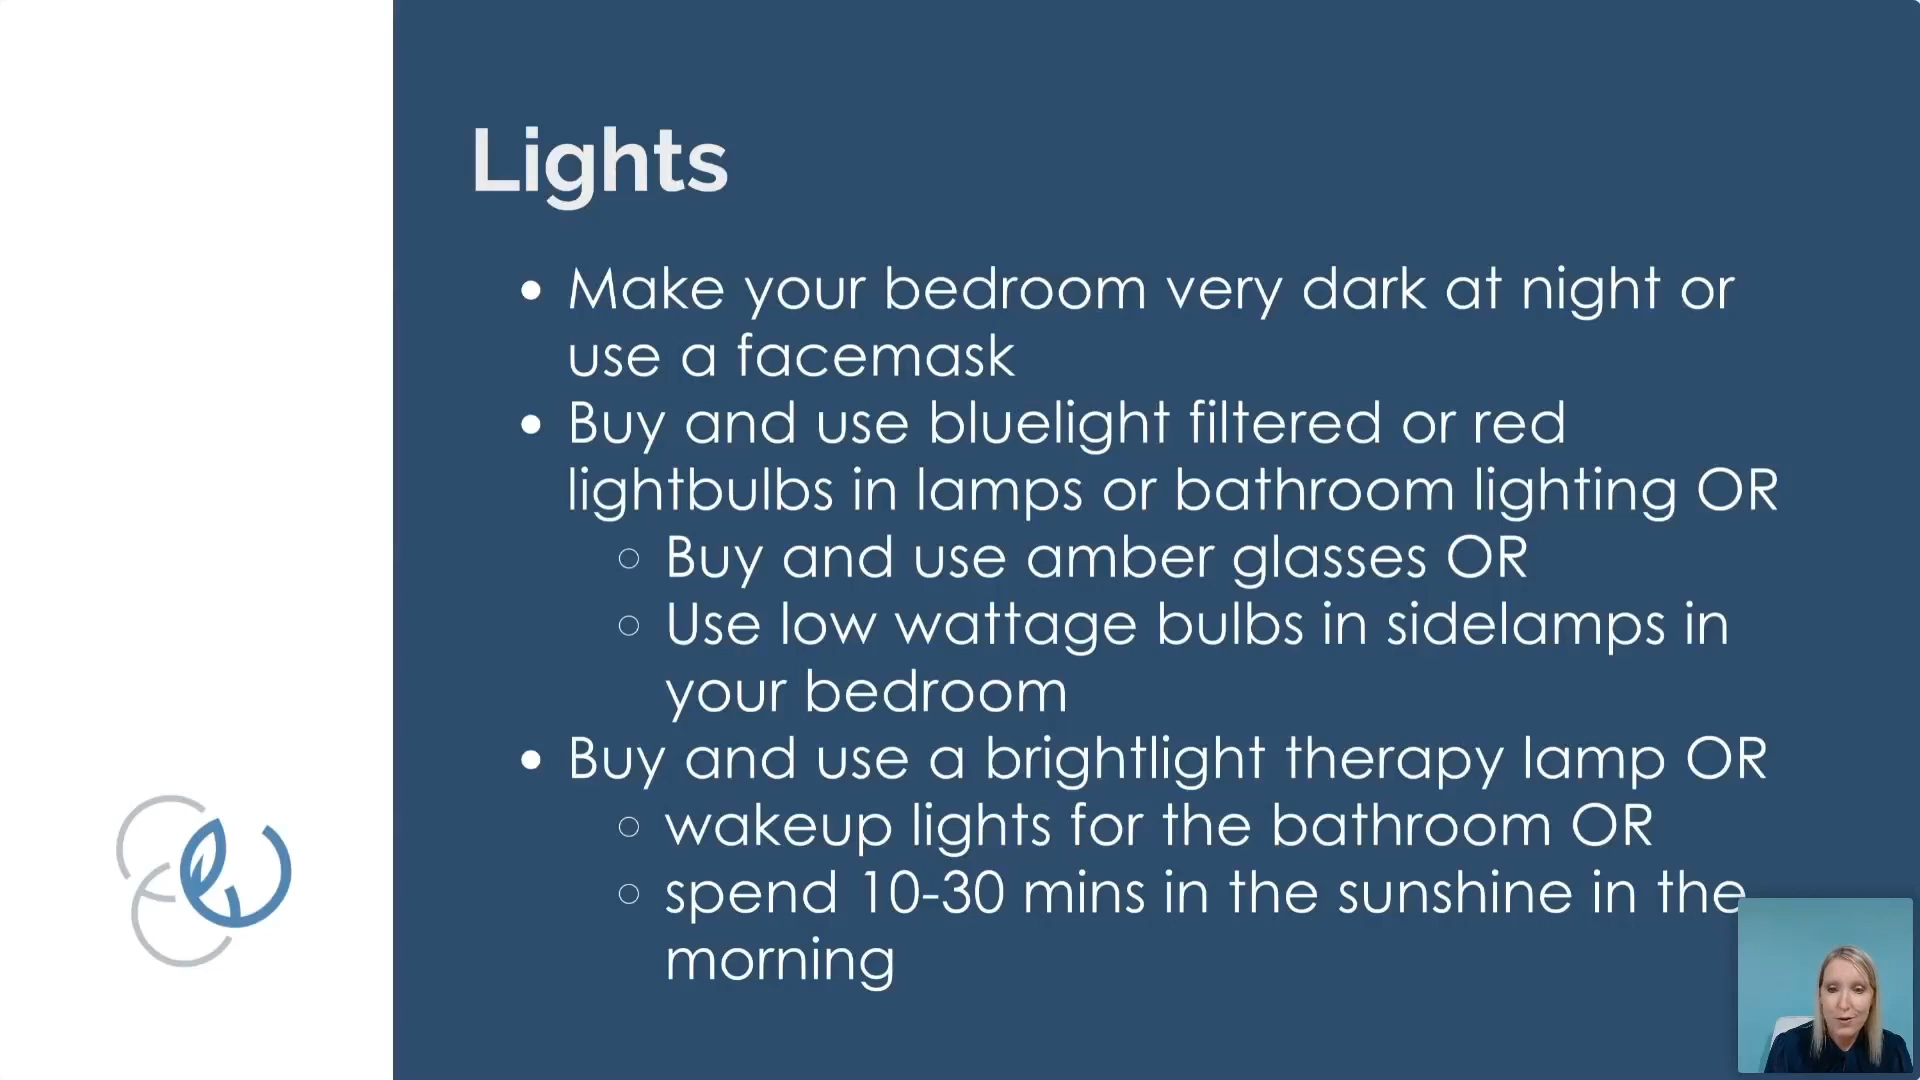 Lights
• Make your bedroom very dark at night or
use a facemask
• Buy and use bluelight filtered or red
lightbulbs in lamps or bathroom lighting OR
○ Buy and use amber glasses OR
○ Use low wattage bulbs in sidelamps in
your bedroom
• Buy and use a brightlight therapy lamp OR
○ wakeup lights for the bathroom OR
○ spend 10-30 mins in the sunshine in the
morning